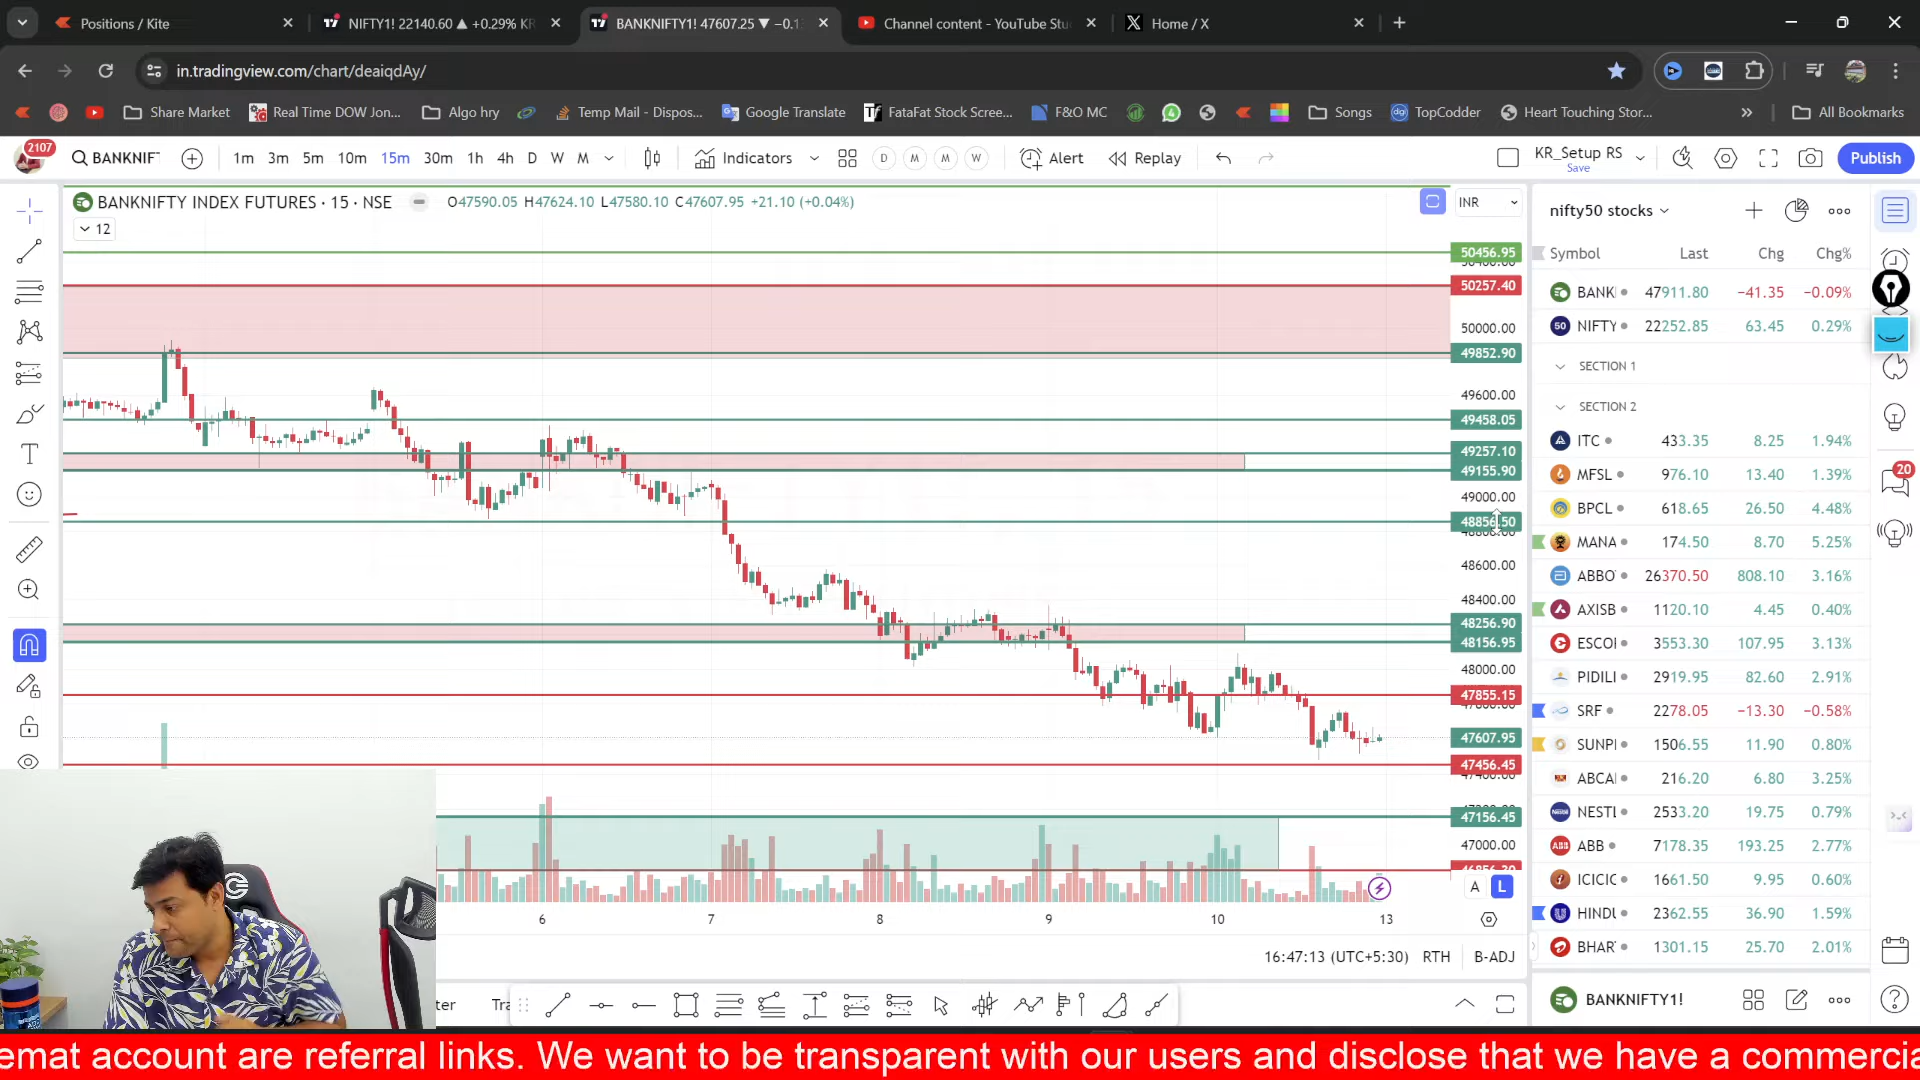 Positions / Kite
NIFTY1! 22140.60 ▲ +0.29% KR
BANKNIFTY1! 47607.25 ▼ −0.1
Channel content - YouTube Stu
Home / X
in.tradingview.com/chart/deaiqdAy/
Share Market
Real Time DOW Jon...
Algo hry
Temp Mail - Dispos...
Google Translate
FataFat Stock Scree...
F&O MC
Songs
TopCodder
Heart Touching Stor...
All Bookmarks
2107
BANKNIF
1m 3m 5m 10m 15m 30m 1h 4h D W M
Indicators
D M M W
Alert
Replay
KR_Setup RS
Save
Publish
BANKNIFTY INDEX FUTURES · 15 · NSE
O47590.05 H47624.10 L47580.10 C47607.95 +21.10 (+0.04%)
INR
12
50456.95
50257.40
50000.00
49852.90
49600.00
49458.05
49257.10
49155.90
49000.00
48856.50
48600.00
48400.00
48256.90
48156.95
48000.00
47855.15
47607.95
47456.45
47156.45
47000.00
A L
6 7 8 9 10 13
16:47:13 (UTC+5:30) RTH B-ADJ
nifty50 stocks
Symbol Last Chg Chg%
BANK 47911.80 −41.35 −0.09%
NIFTY 22252.85 63.45 0.29%
SECTION 1
SECTION 2
ITC 433.35 8.25 1.94%
MFSL 976.10 13.40 1.39%
BPCL 618.65 26.50 4.48%
MANA 174.50 8.70 5.25%
ABBO 26370.50 808.10 3.16%
AXISB 1120.10 4.45 0.40%
ESCO 3553.30 107.95 3.13%
PIDILI 2919.95 82.60 2.91%
SRF 2278.05 −13.30 −0.58%
SUNPI 1506.55 11.90 0.80%
ABCA 216.20 6.80 3.25%
NESTL 2533.20 19.75 0.79%
ABB 7178.35 193.25 2.77%
ICICIC 1661.50 9.95 0.60%
HINDU 2362.55 36.90 1.59%
BHAR 1301.15 25.70 2.01%
BANKNIFTY1!
20
ter
Tra
emat account are referral links. We want to be transparent with our users and disclose that we have a commercia